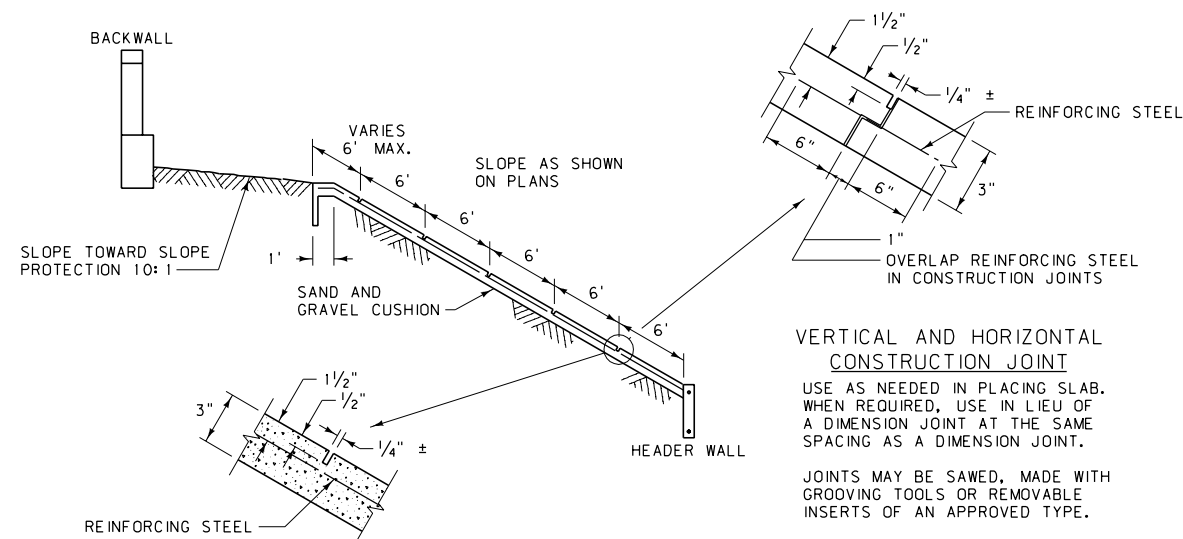 BACKWALL
VARIES
6' MAX.
6'
6'
6'
6'
6'
SLOPE AS SHOWN
ON PLANS
SLOPE TOWARD SLOPE
PROTECTION 10:1
1'
SAND AND
GRAVEL CUSHION
HEADER WALL
1½"
½"
¼" ±
REINFORCING STEEL
6"
6"
3"
1"
OVERLAP REINFORCING STEEL
IN CONSTRUCTION JOINTS
VERTICAL AND HORIZONTAL
CONSTRUCTION JOINT
USE AS NEEDED IN PLACING SLAB.
WHEN REQUIRED, USE IN LIEU OF
A DIMENSION JOINT AT THE SAME
SPACING AS A DIMENSION JOINT.
JOINTS MAY BE SAWED, MADE WITH
GROOVING TOOLS OR REMOVABLE
INSERTS OF AN APPROVED TYPE.
1½"
½"
3"
¼" ±
REINFORCING STEEL